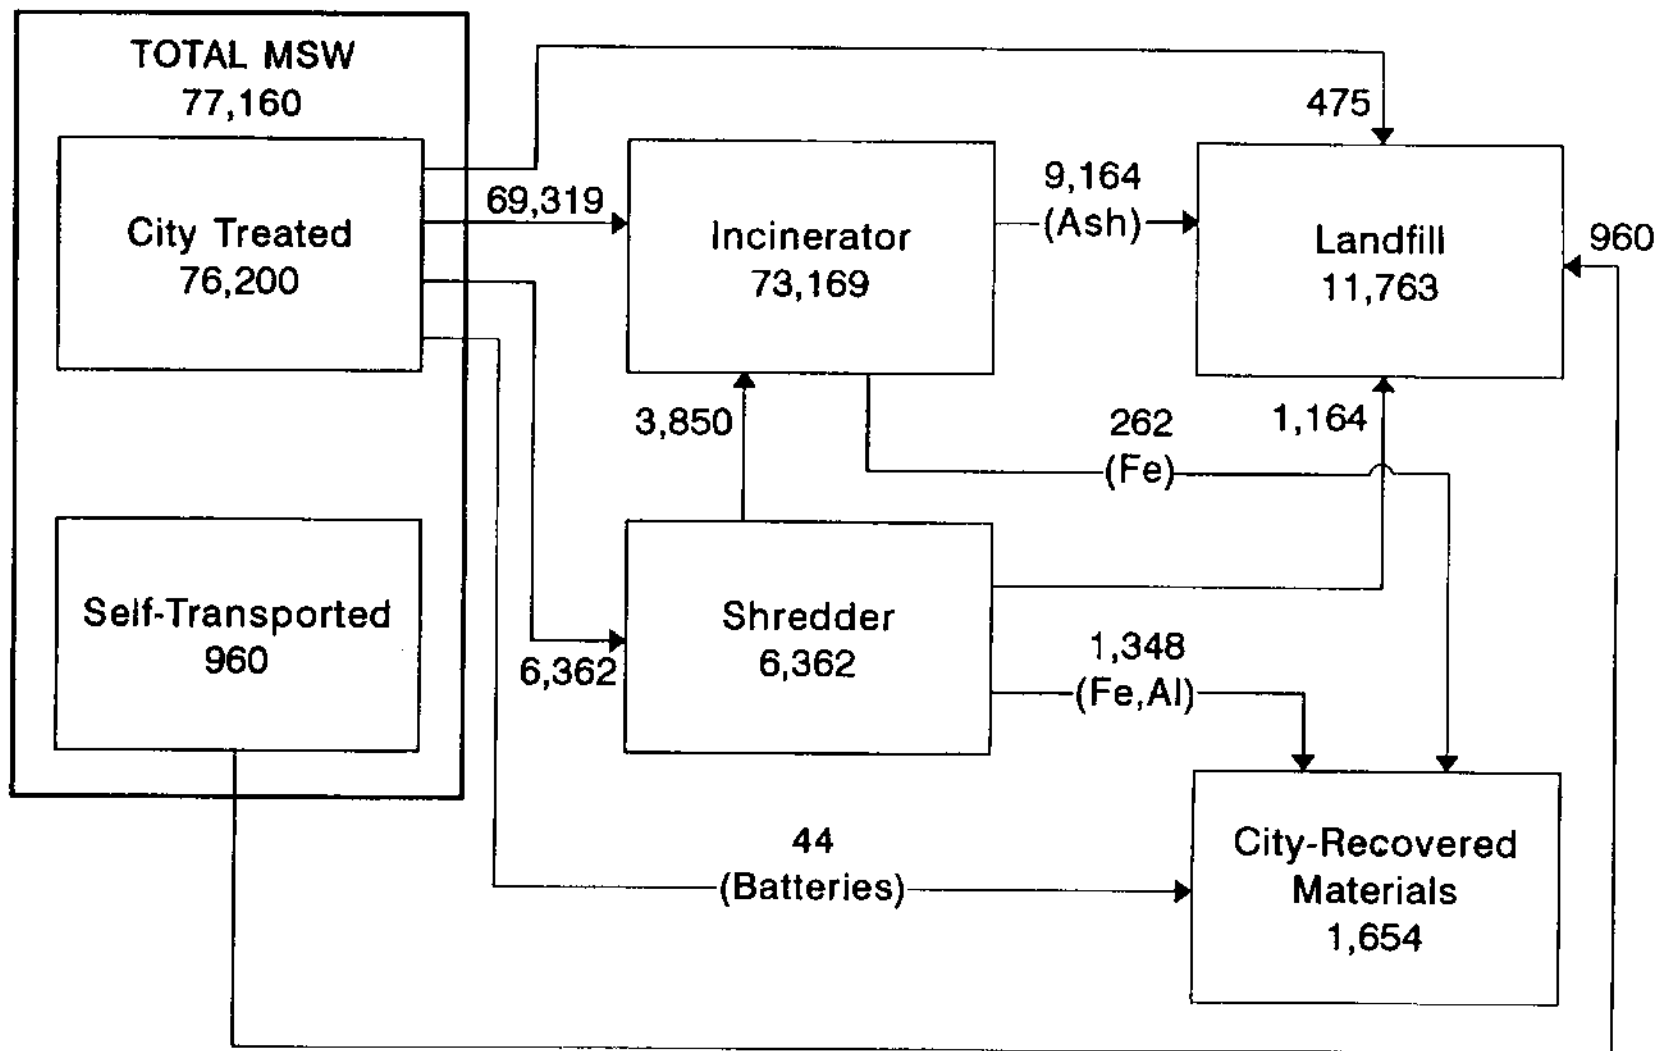 TOTAL MSW
77,160
City Treated
76,200
Self-Transported
960
69,319
6,362
475
Incinerator
73,169
9,164
(Ash)
Landfill
11,763
960
3,850
262
(Fe)
1,164
Shredder
6,362
1,348
(Fe,Al)
44
(Batteries)
City-Recovered
Materials
1,654